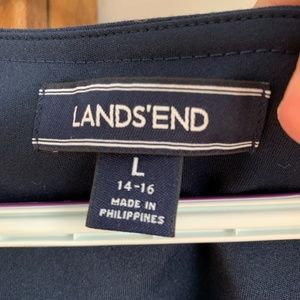 LANDS'END
L
14-16
MADE IN
PHILIPPINES